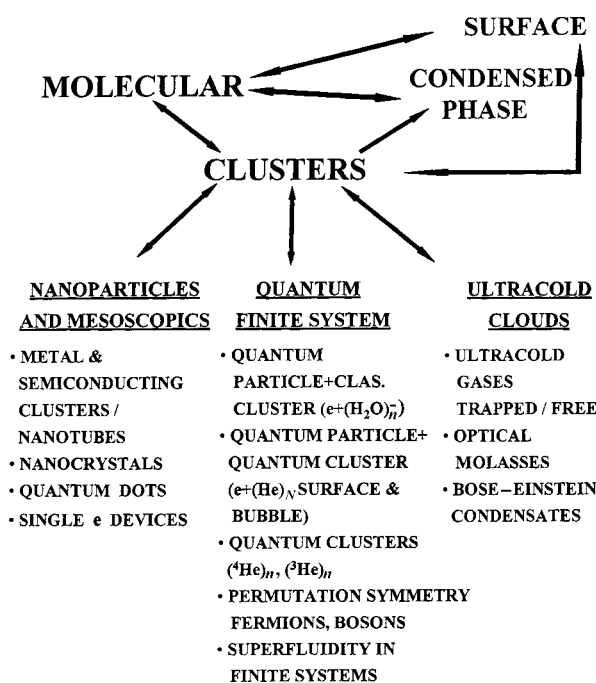 SURFACE
MOLECULAR
CONDENSED
PHASE
CLUSTERS
NANOPARTICLES
AND MESOSCOPICS
• METAL &
SEMICONDUCTING
CLUSTERS /
NANOTUBES
• NANOCRYSTALS
• QUANTUM DOTS
• SINGLE e DEVICES
QUANTUM
FINITE SYSTEM
• QUANTUM
PARTICLE+CLAS.
CLUSTER (e+(H₂O)ₙ⁻)
• QUANTUM PARTICLE+
QUANTUM CLUSTER
(e+(He)N SURFACE &
BUBBLE)
• QUANTUM CLUSTERS
(⁴He)ₙ, (³He)ₙ
• PERMUTATION SYMMETRY
FERMIONS, BOSONS
• SUPERFLUIDITY IN
FINITE SYSTEMS
ULTRACOLD
CLOUDS
• ULTRACOLD
GASES
TRAPPED / FREE
• OPTICAL
MOLASSES
• BOSE–EINSTEIN
CONDENSATES